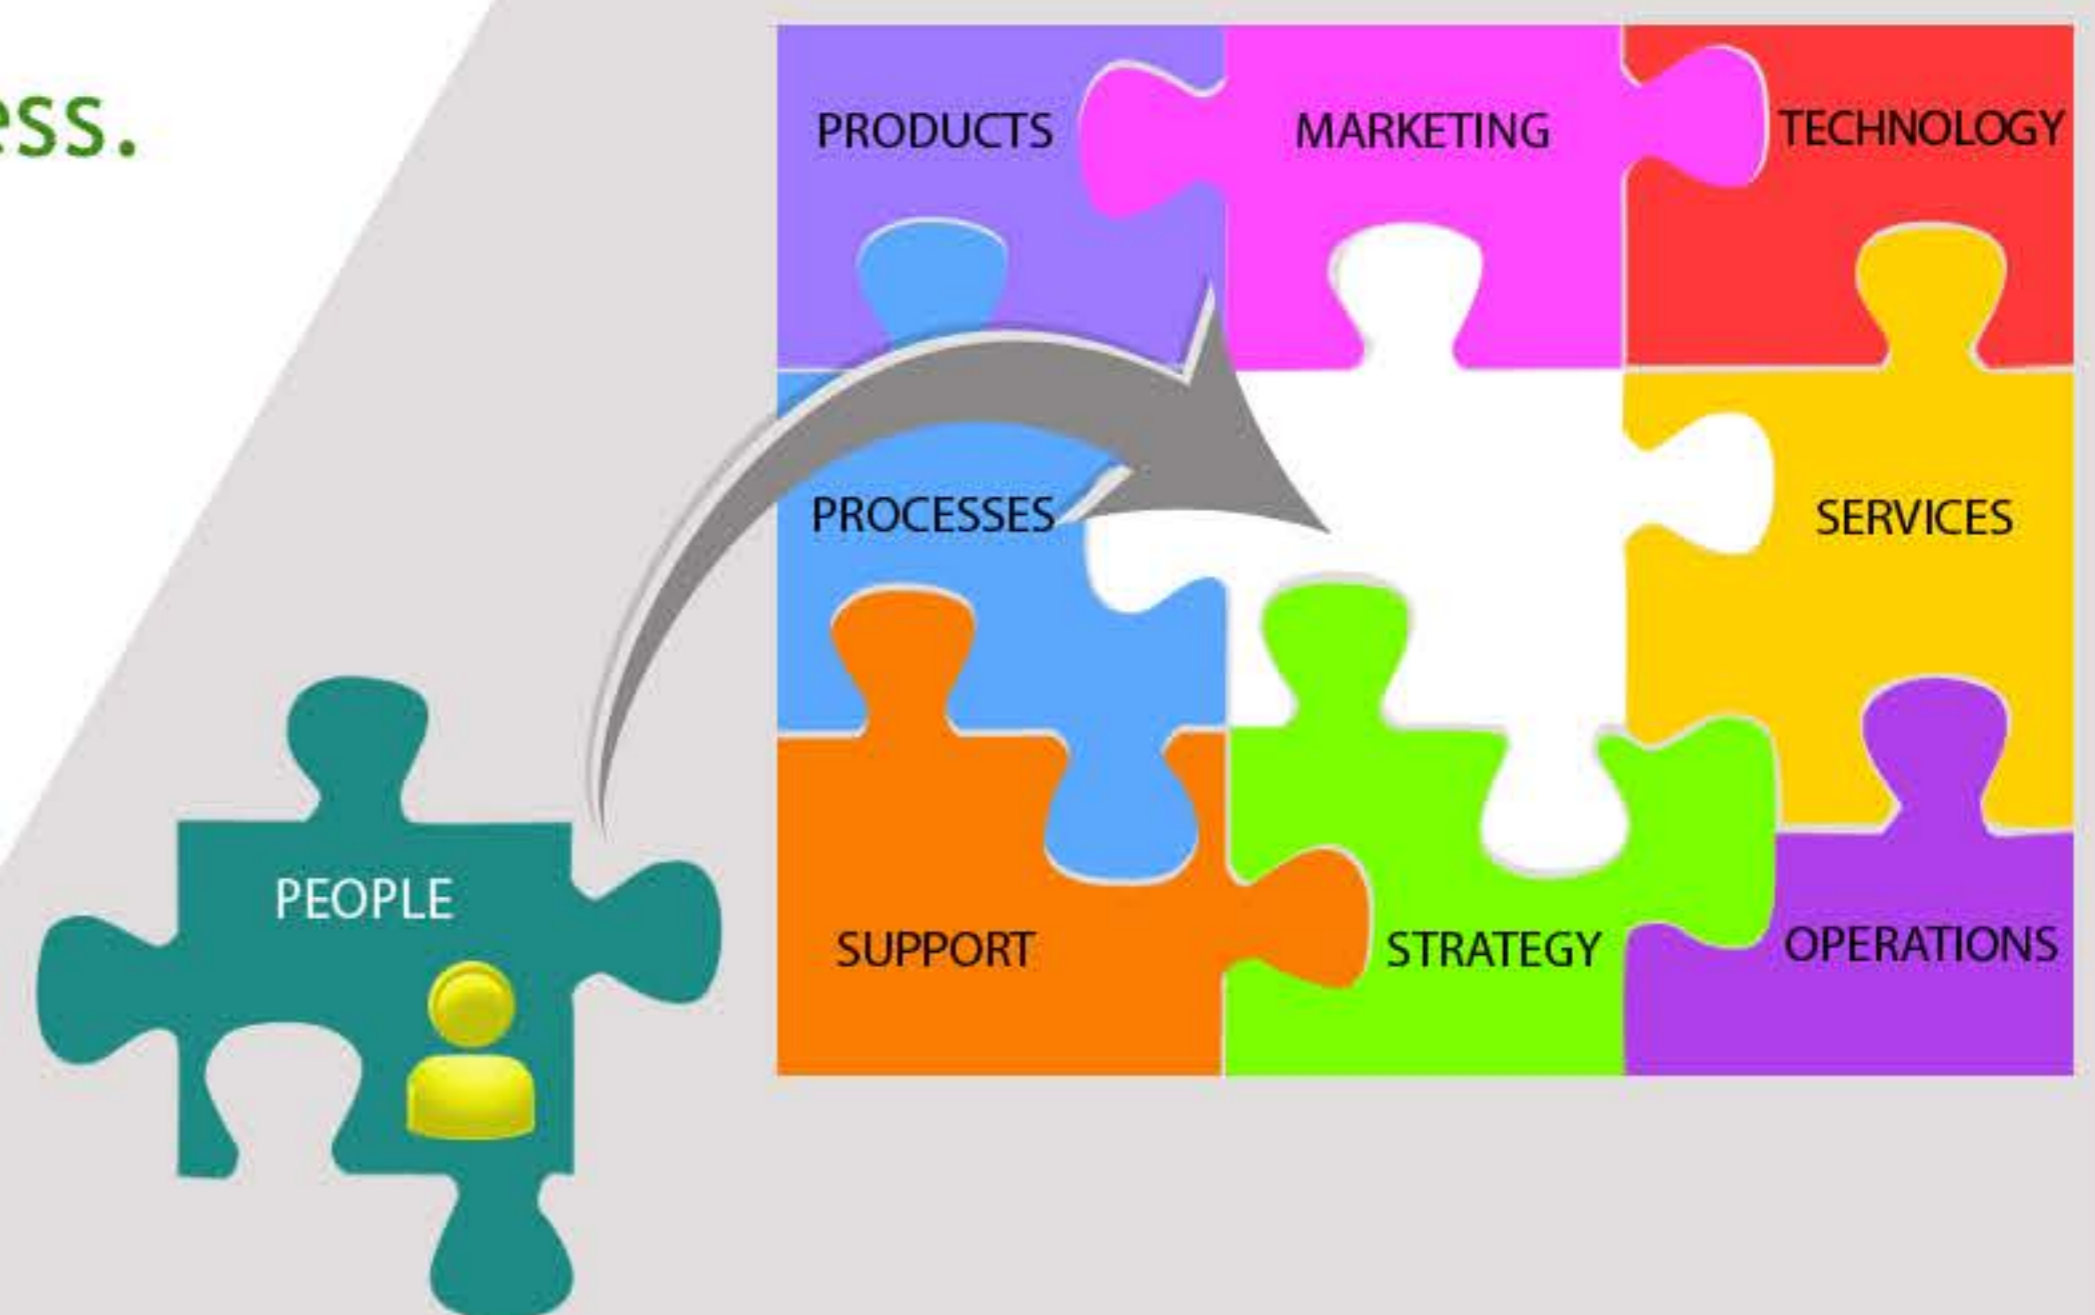 ess.
PRODUCTS
MARKETING
TECHNOLOGY
PROCESSES
SERVICES
PEOPLE
SUPPORT
STRATEGY
OPERATIONS